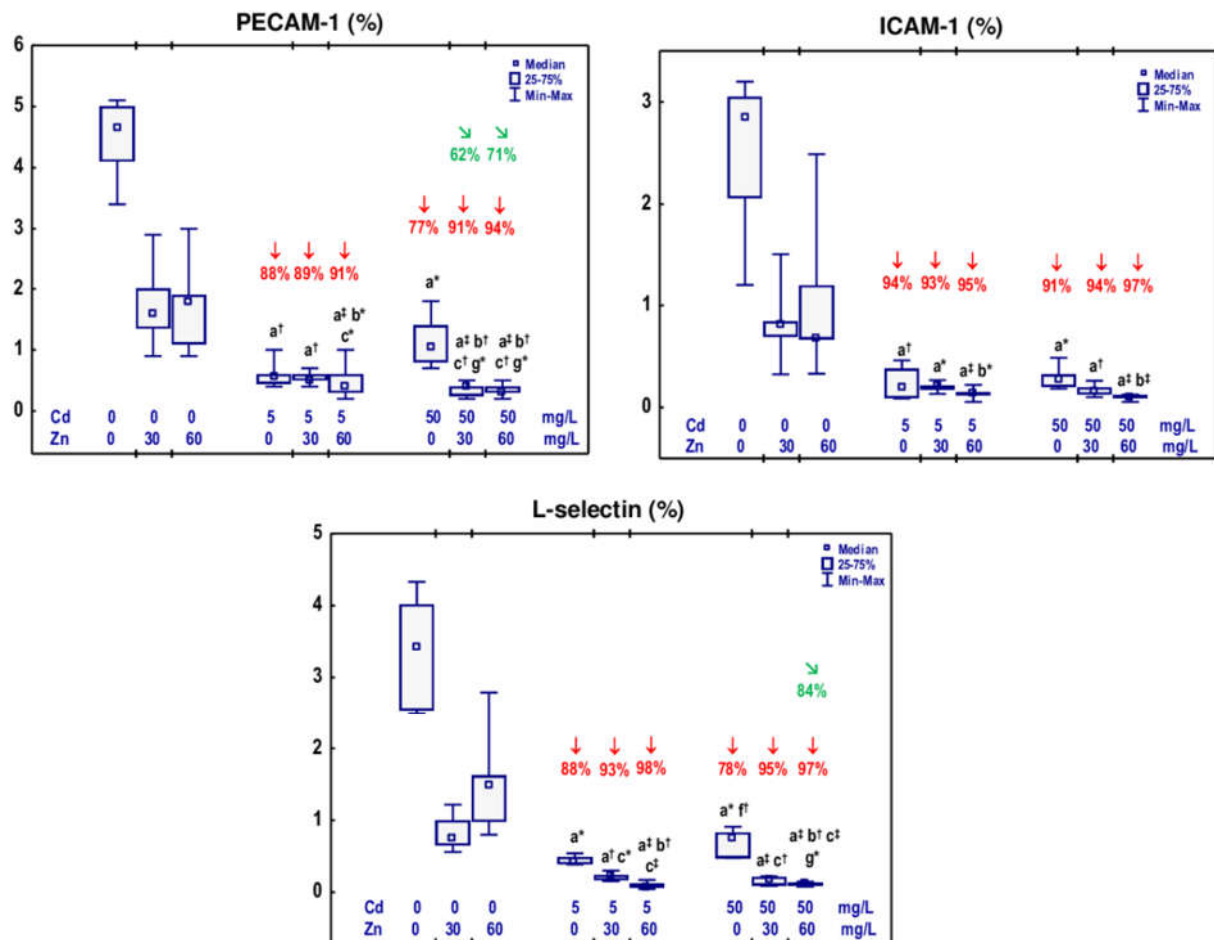 PECAM-1 (%)
6
5
4
3
2
1
0
Median
25-75%
Min-Max
↘ ↘
62% 71%
↓ ↓ ↓
77% 91% 94%
↓ ↓ ↓
88% 89% 91%
a† a† a‡ b*
c*
a*
a‡ b† a‡ b†
c† g* c† g*
Cd 0 0 0 5 5 5 50 50 50 mg/L
Zn 0 30 60 0 30 60 0 30 60 mg/L
ICAM-1 (%)
3
2
1
0
Median
25-75%
Min-Max
↓ ↓ ↓ ↓ ↓ ↓
94% 93% 95% 91% 94% 97%
a† a* a‡ b* a* a† a‡ b‡
Cd 0 0 0 5 5 5 50 50 50 mg/L
Zn 0 30 60 0 30 60 0 30 60 mg/L
L-selectin (%)
5
4
3
2
1
0
Median
25-75%
Min-Max
↘
84%
↓ ↓ ↓ ↓ ↓ ↓
88% 93% 98% 78% 95% 97%
a* a† c* a‡ b†
c‡
a* f† a‡ c† a‡ b† c‡
g*
Cd 0 0 0 5 5 5 50 50 50 mg/L
Zn 0 30 60 0 30 60 0 30 60 mg/L